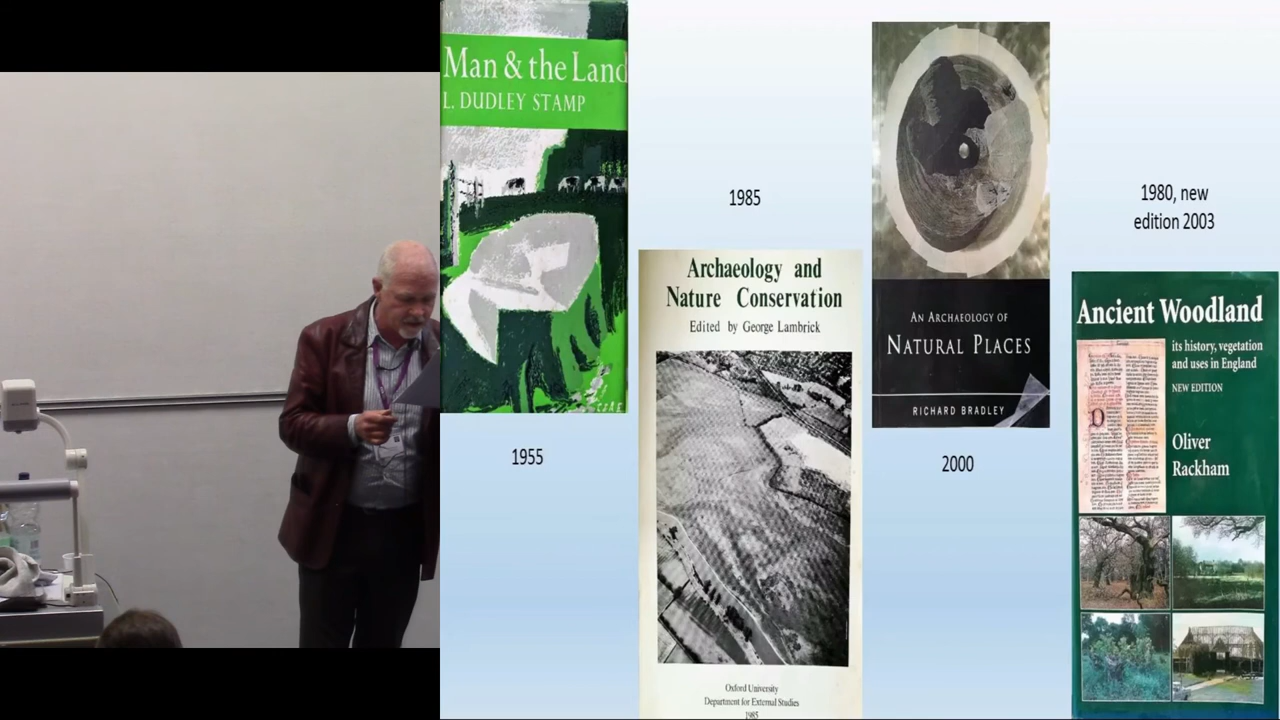 Man & the Land
L. DUDLEY STAMP
1955
1985
Archaeology and
Nature Conservation
Edited by George Lambrick
Oxford University
Department for External Studies
1985
AN ARCHAEOLOGY OF
NATURAL PLACES
RICHARD BRADLEY
2000
1980, new
edition 2003
Ancient Woodland
its history, vegetation
and uses in England
NEW EDITION
Oliver
Rackham